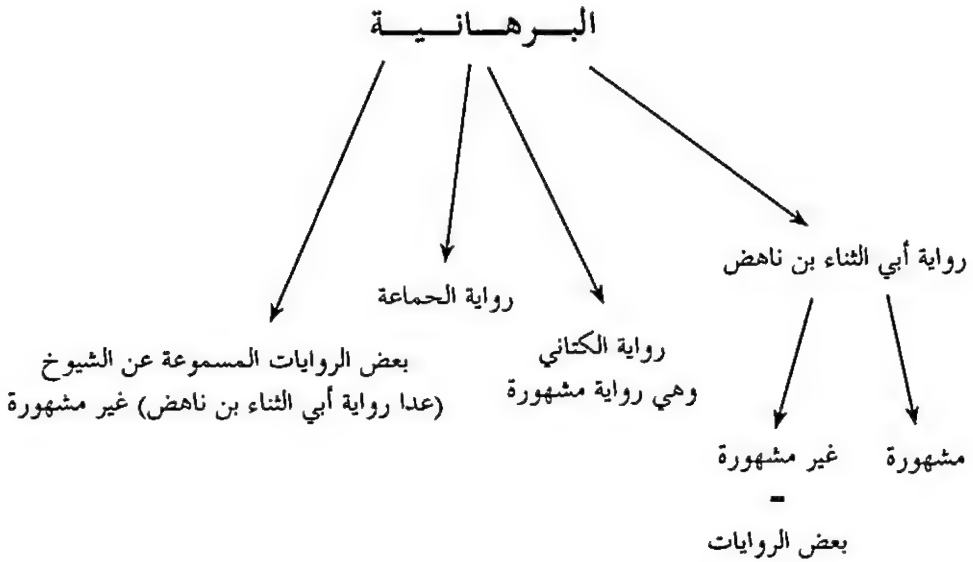 البرهانية
رواية أبي الثناء بن ناهض
رواية الحماعة
رواية الكتاني
وهي رواية مشهورة
بعض الروايات المسموعة عن الشيوخ
(عدا رواية أبي الثناء بن ناهض) غير مشهورة
مشهورة
غير مشهورة
=
بعض الروايات